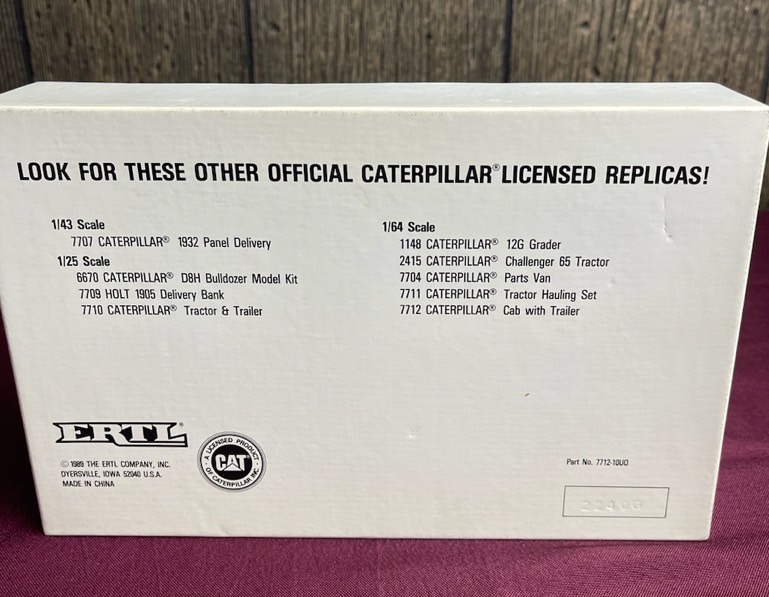 LOOK FOR THESE OTHER OFFICIAL CATERPILLAR® LICENSED REPLICAS!
1/43 Scale
7707 CATERPILLAR® 1932 Panel Delivery
1/25 Scale
6670 CATERPILLAR® D8H Bulldozer Model Kit
7709 HOLT 1905 Delivery Bank
7710 CATERPILLAR® Tractor & Trailer
1/64 Scale
1148 CATERPILLAR® 12G Grader
2415 CATERPILLAR® Challenger 65 Tractor
7704 CATERPILLAR® Parts Van
7711 CATERPILLAR® Tractor Hauling Set
7712 CATERPILLAR® Cab with Trailer
ERTL®
© 1989 THE ERTL COMPANY, INC.
DYERSVILLE, IOWA 52040 U.S.A.
MADE IN CHINA
A LICENSED PRODUCT
CAT
OF CATERPILLAR INC.
Part No. 7712-10UO